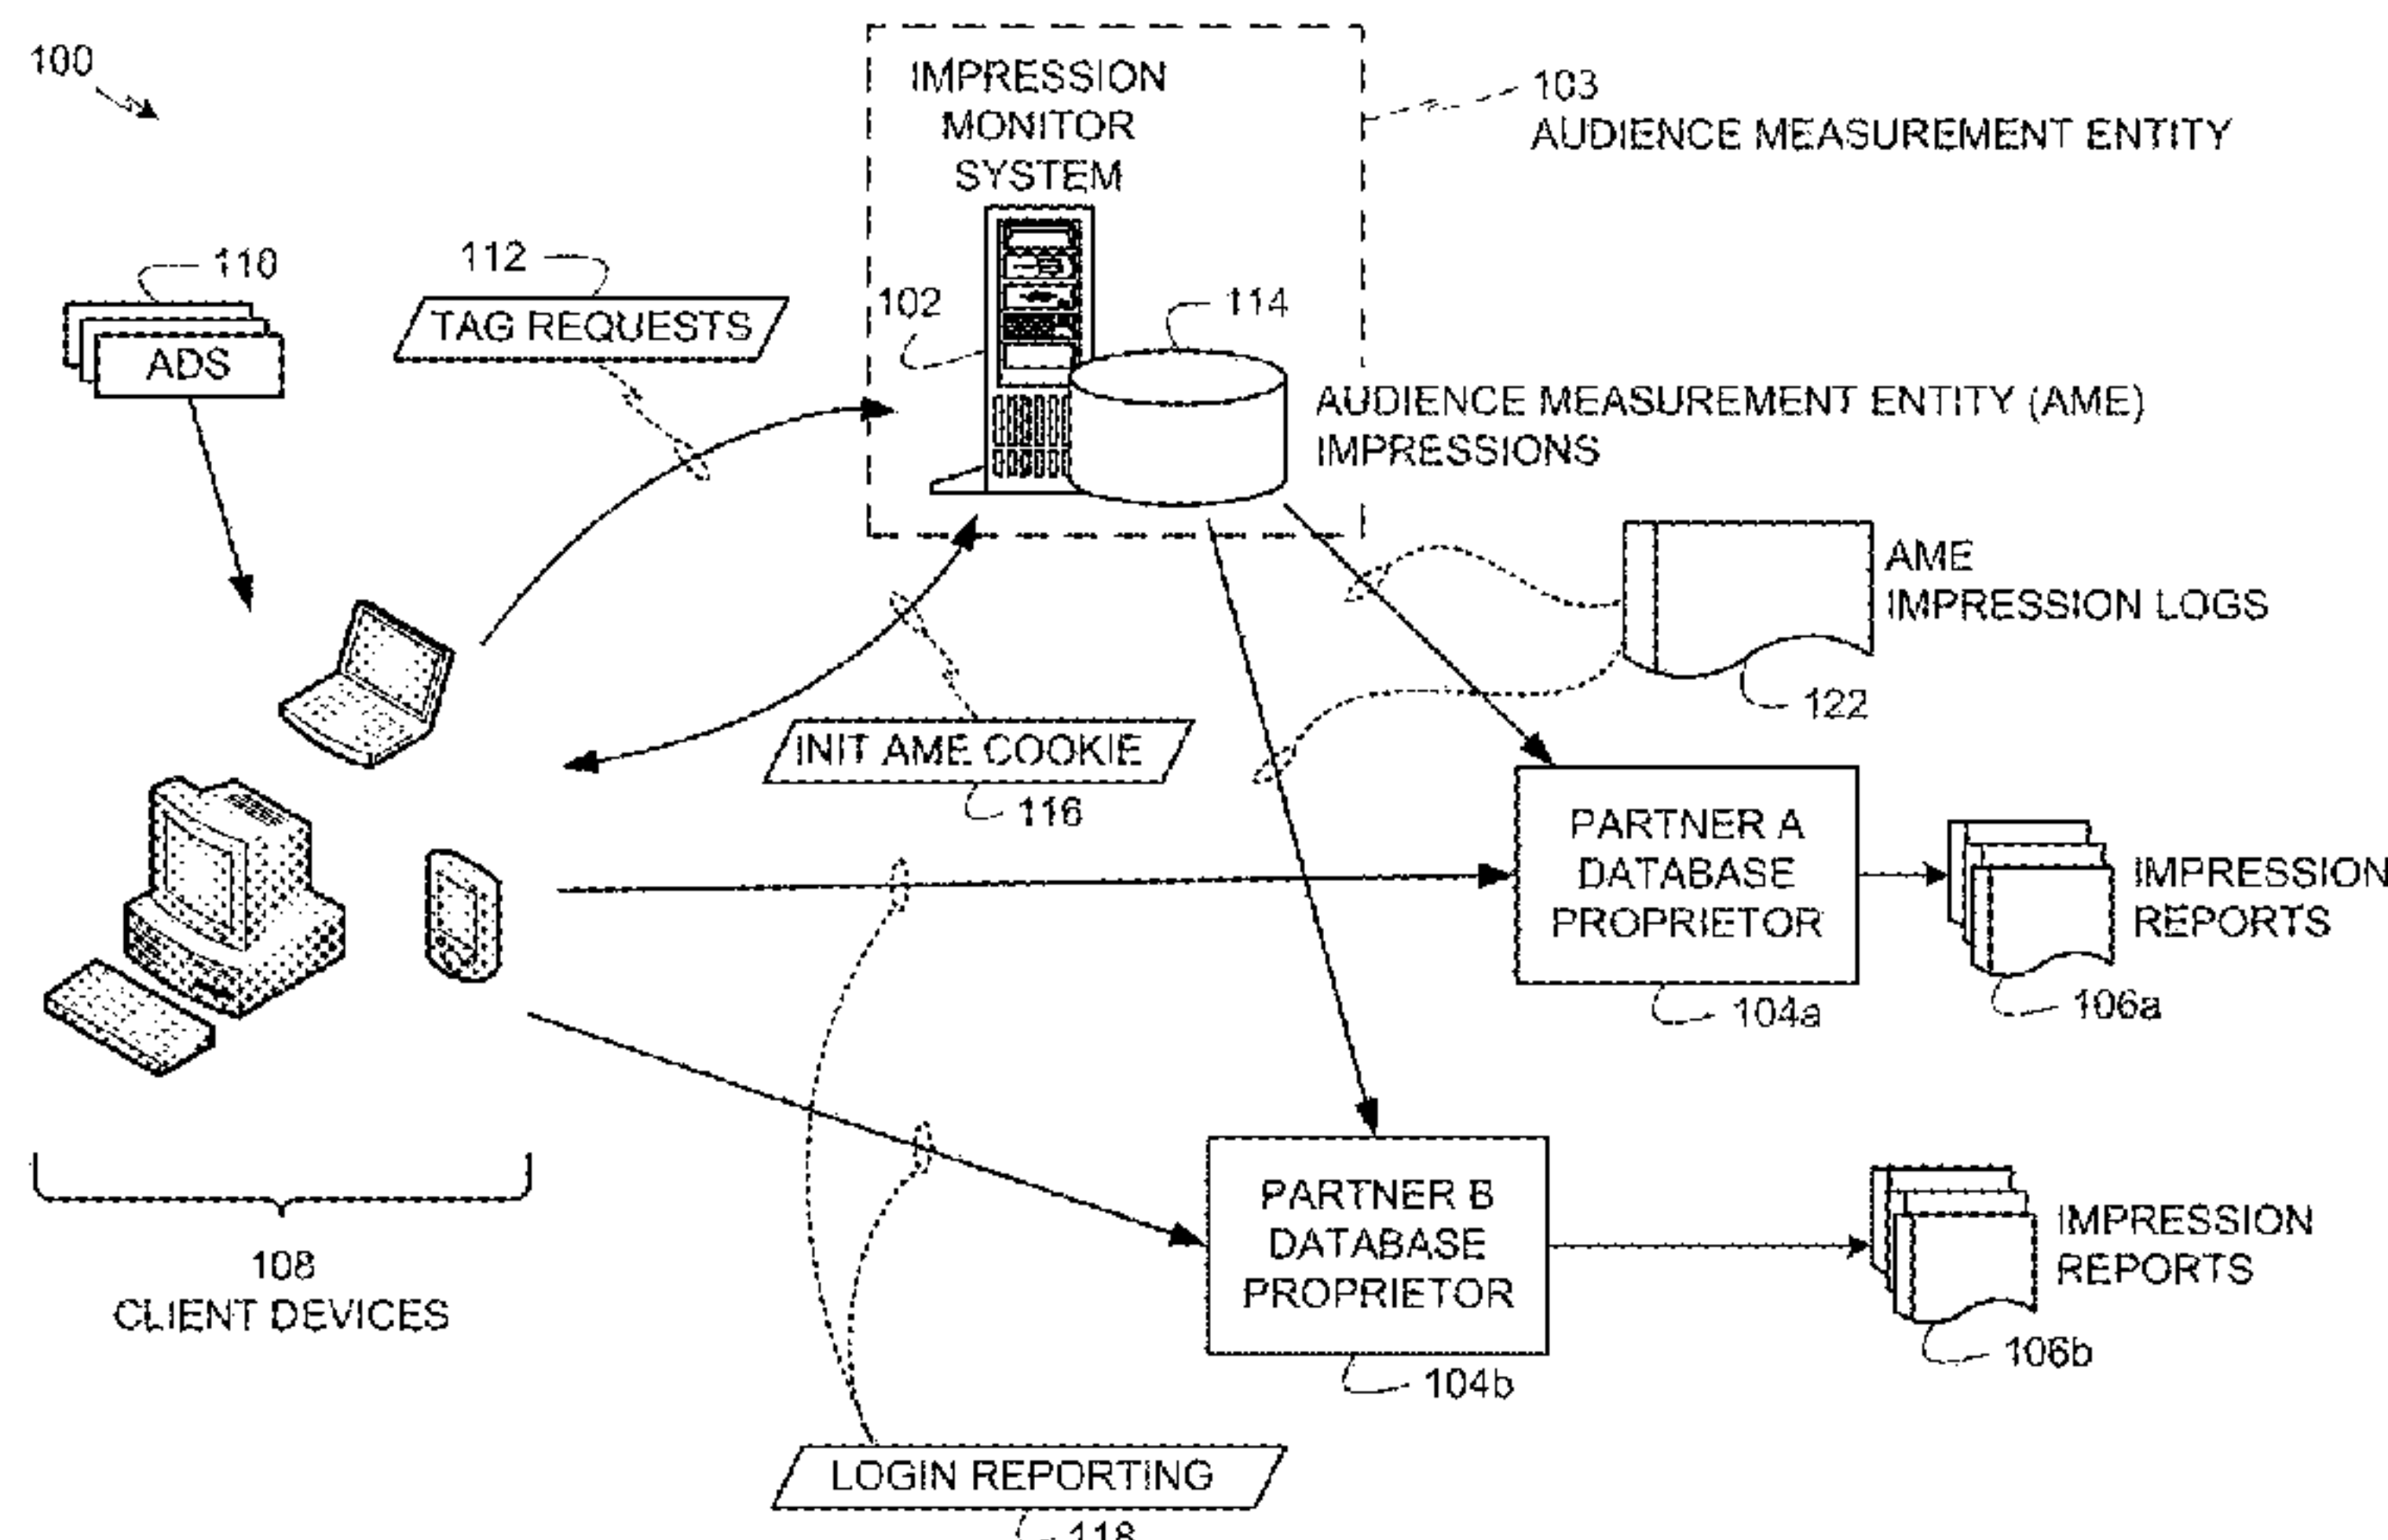 100
IMPRESSION
MONITOR
SYSTEM
103
AUDIENCE MEASUREMENT ENTITY
110
112
ADS
TAG REQUESTS
102
114
AUDIENCE MEASUREMENT ENTITY (AME)
IMPRESSIONS
AME
IMPRESSION LOGS
122
INIT AME COOKIE
116
PARTNER A
DATABASE
PROPRIETOR
104a
IMPRESSION
REPORTS
106a
PARTNER B
DATABASE
PROPRIETOR
104b
IMPRESSION
REPORTS
106b
108
CLIENT DEVICES
LOGIN REPORTING
118